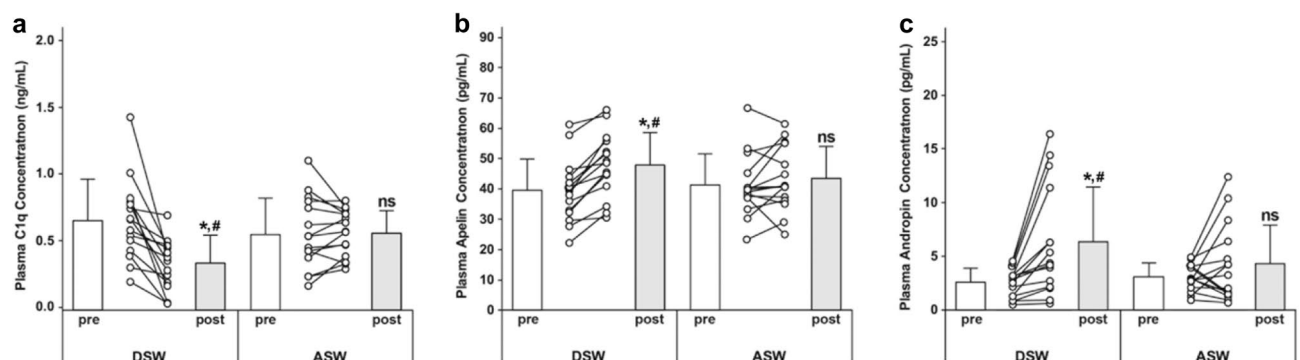 a
Plasma C1q Concentratnon (ng/mL)
2.0
1.5
1.0
0.5
0.0
*,#
ns
pre
post
pre
post
DSW
ASW
b
Plasma Apelin Concentratnon (pg/mL)
90
80
70
60
50
40
30
20
10
0
*,#
ns
pre
post
pre
post
DSW
ASW
c
Plasma Andropin Concentratnon (pg/mL)
25
20
15
10
5
0
*,#
ns
pre
post
pre
post
DSW
ASW